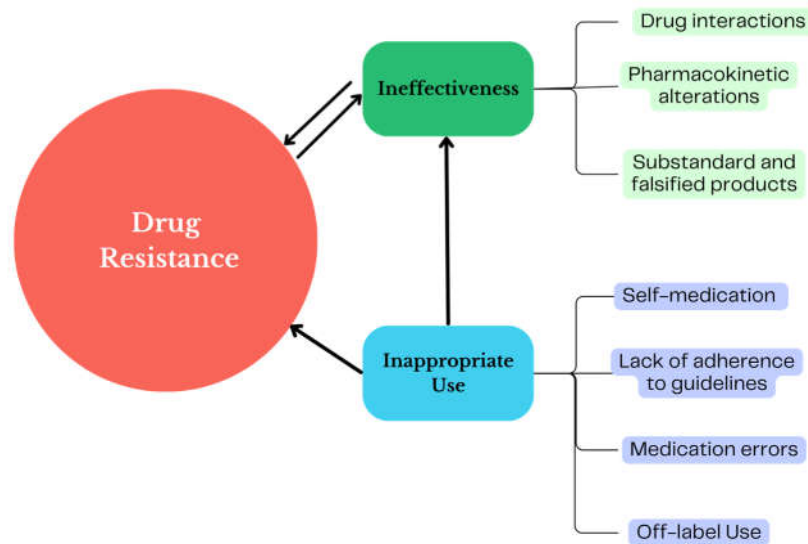 Drug
Resistance
Ineffectiveness
Drug interactions
Pharmacokinetic
alterations
Substandard and
falsified products
Inappropriate
Use
Self-medication
Lack of adherence
to guidelines
Medication errors
Off-label Use